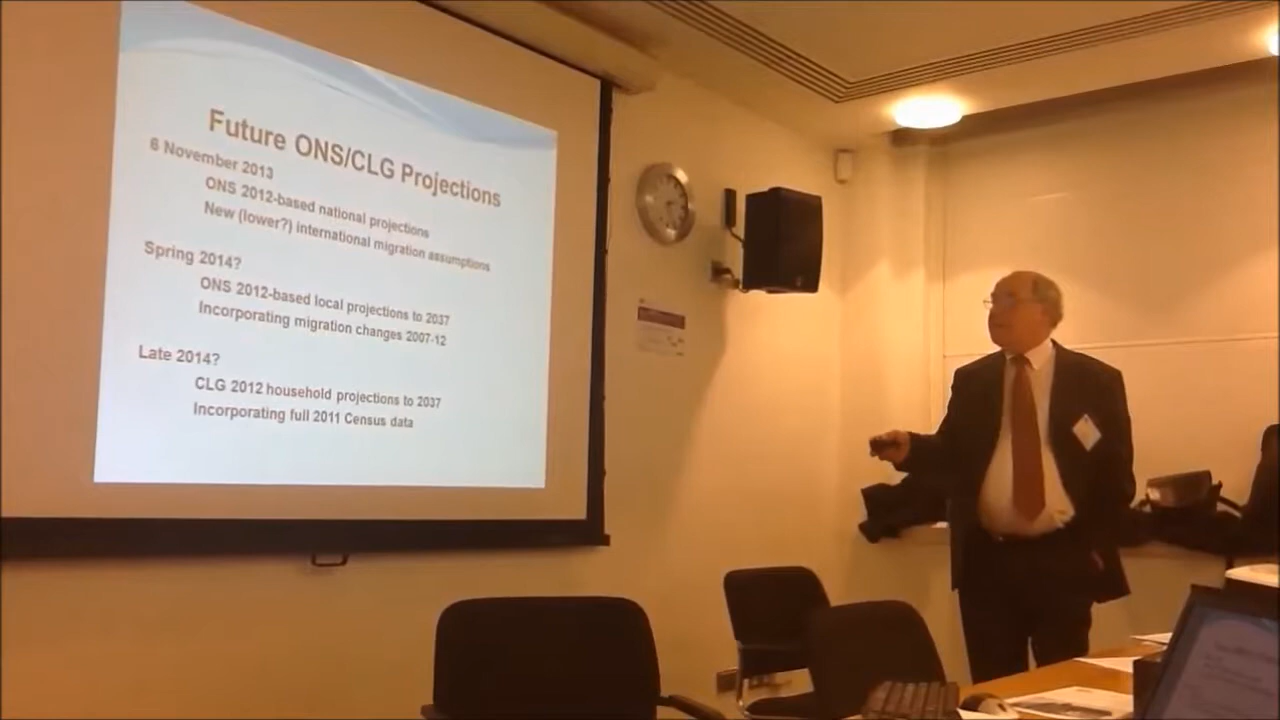 Future ONS/CLG Projections
6 November 2013
ONS 2012-based national projections
New (lower?) international migration assumptions
Spring 2014?
ONS 2012-based local projections to 2037
Incorporating migration changes 2007-12
Late 2014?
CLG 2012 household projections to 2037
Incorporating full 2011 Census data